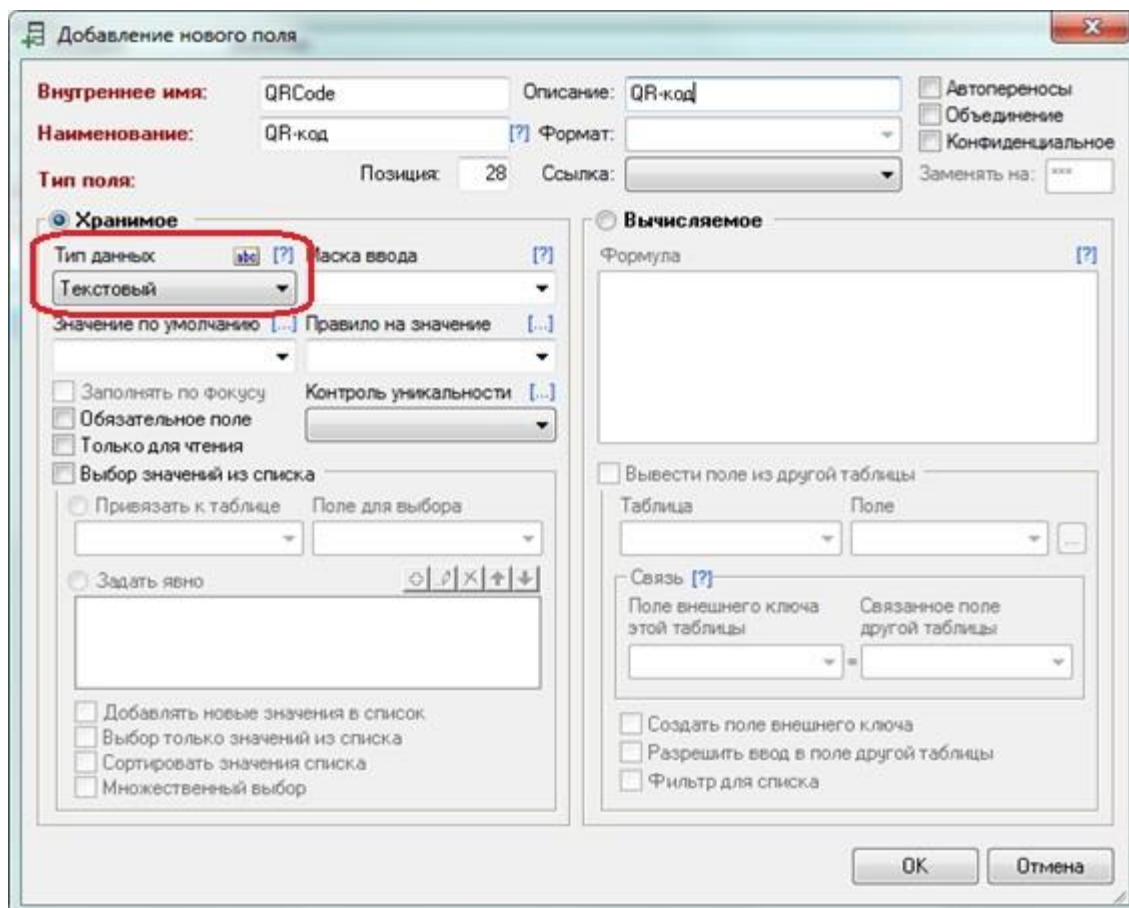 Добавление нового поля
Внутреннее имя: QRCode Описание: QR-код Автопереносы
Объединение
Наименование: QR-код [?] Формат: Конфиденциальное
Тип поля: Позиция: 28 Ссылка: Заменять на: ***
Хранимое Вычисляемое
Тип данных abc [?] Маска ввода [?] Формула [?]
Текстовый
Значение по умолчанию [...] Правило на значение [...]
Заполнять по фокусу Контроль уникальности [...]
Обязательное поле
Только для чтения
Выбор значений из списка Вывести поле из другой таблицы
Привязать к таблице Поле для выбора Таблица Поле
...
Задать явно Связь [?]
Поле внешнего ключа этой таблицы Связанное поле другой таблицы
=
Добавлять новые значения в список Создать поле внешнего ключа
Выбор только значений из списка Разрешить ввод в поле другой таблицы
Сортировать значения списка Фильтр для списка
Множественный выбор
OK Отмена